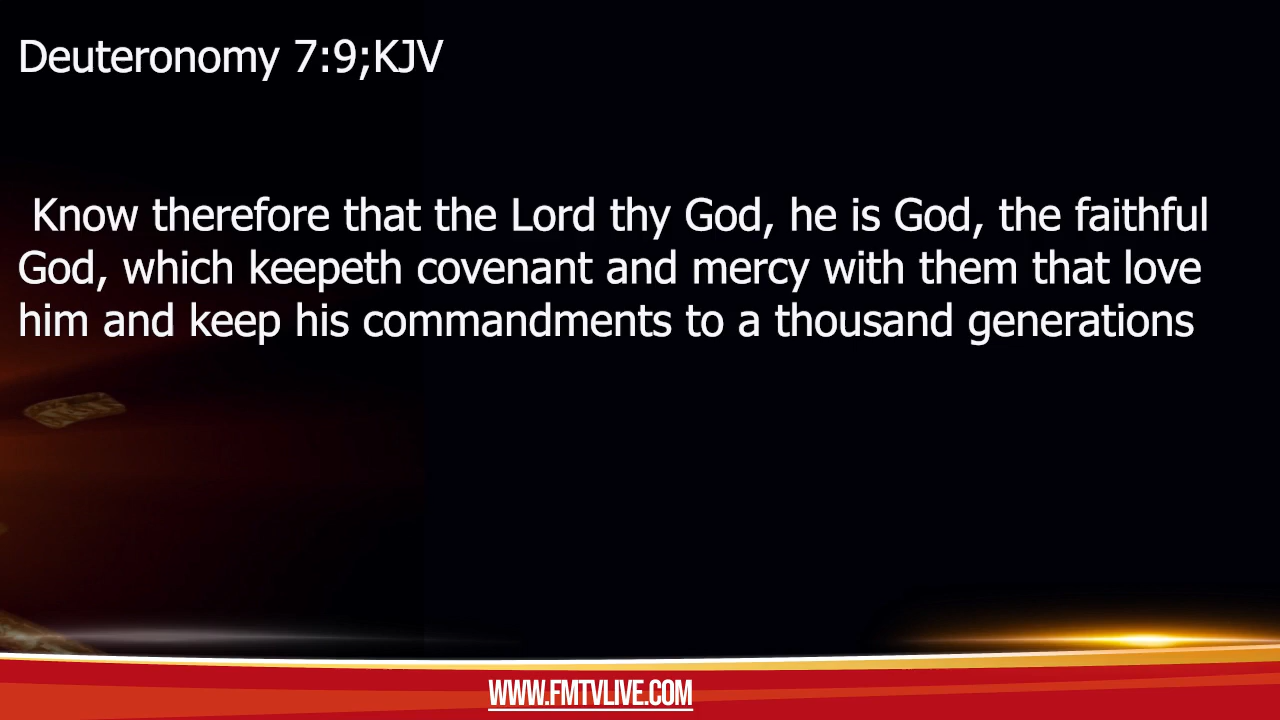 Deuteronomy 7:9;KJV
Know therefore that the Lord thy God, he is God, the faithful
God, which keepeth covenant and mercy with them that love
him and keep his commandments to a thousand generations
WWW.FMTVLIVE.COM